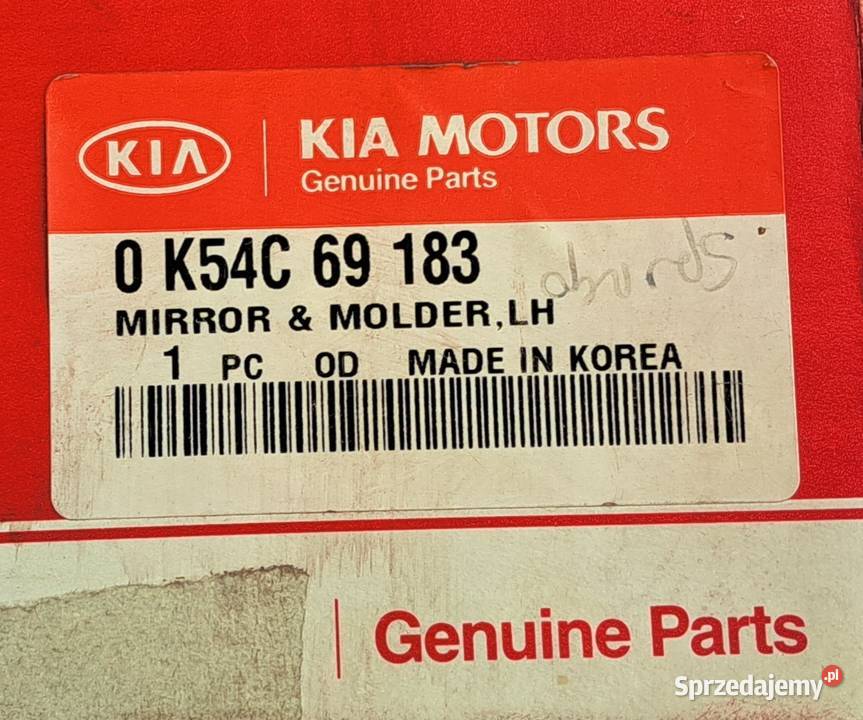 KIA
KIA MOTORS
Genuine Parts
0 K54C 69 183
MIRROR & MOLDER,LH
1 PC OD MADE IN KOREA
Genuine Parts
Sprzedajemy.pl